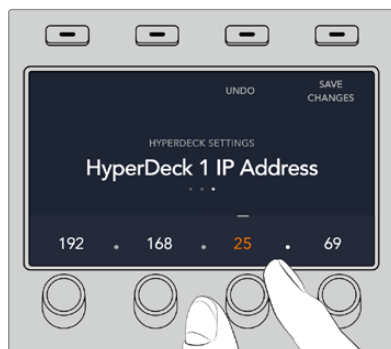 UNDO
SAVE
CHANGES
HYPERDECK SETTINGS
HyperDeck 1 IP Address
192 . 168 . 25 . 69